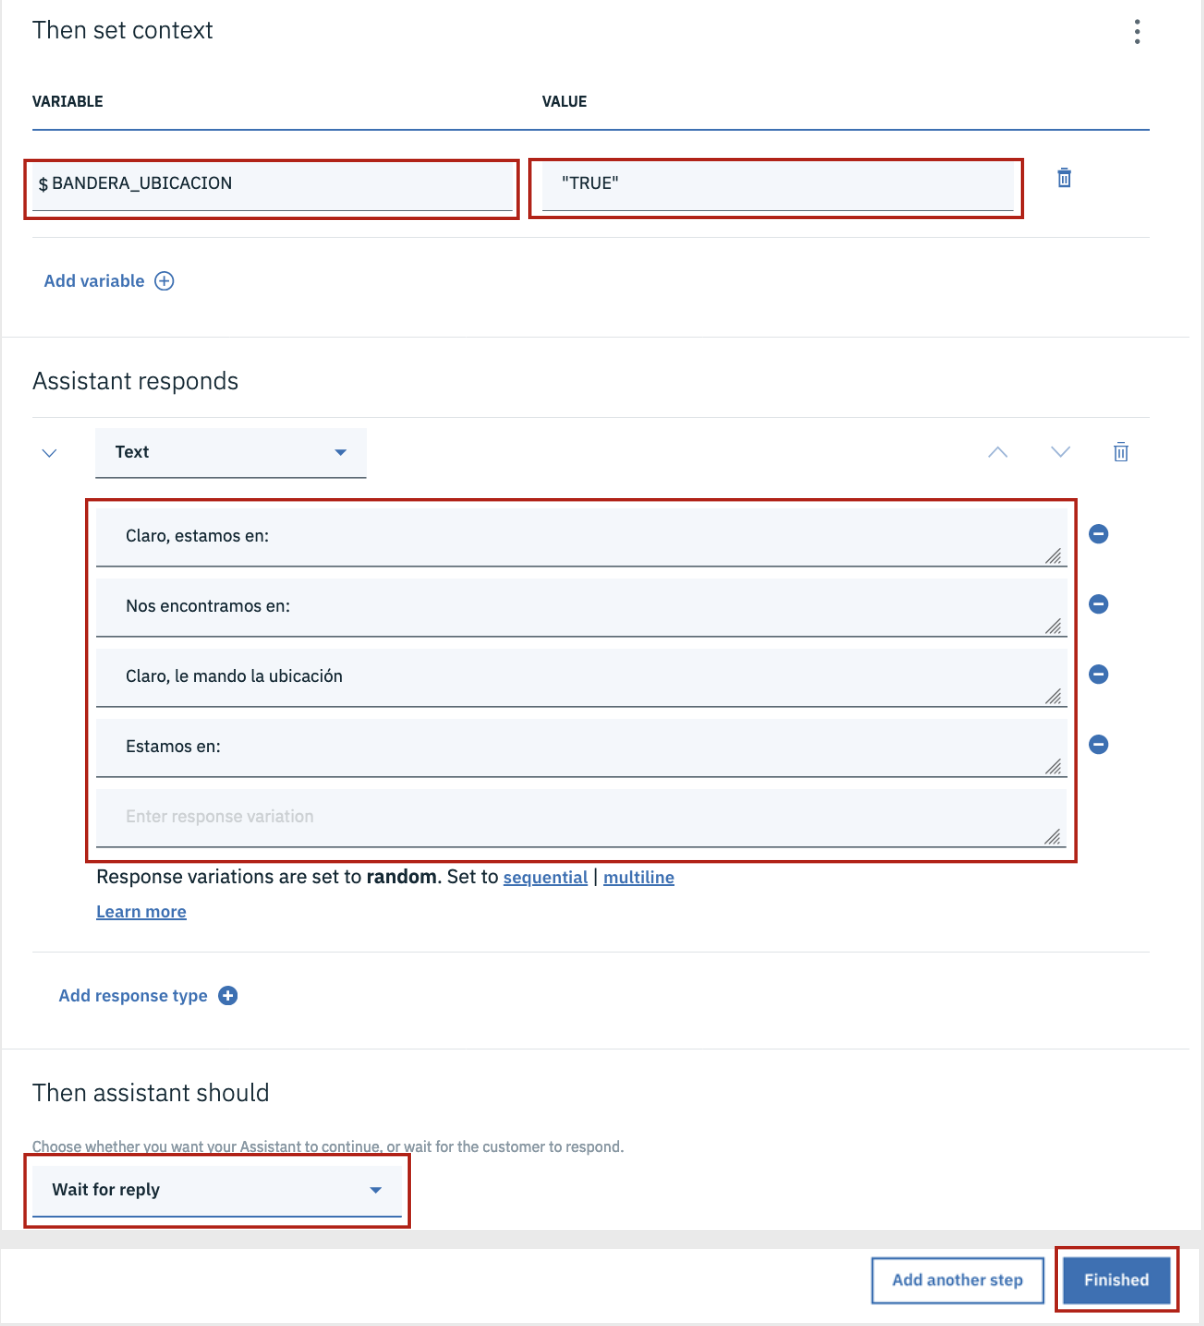 Then set context
VARIABLE VALUE
$ BANDERA_UBICACION "TRUE"
Add variable
Assistant responds
Text
Claro, estamos en:
Nos encontramos en:
Claro, le mando la ubicación
Estamos en:
Enter response variation
Response variations are set to random. Set to sequential | multiline
Learn more
Add response type
Then assistant should
Choose whether you want your Assistant to continue, or wait for the customer to respond.
Wait for reply
Add another step Finished